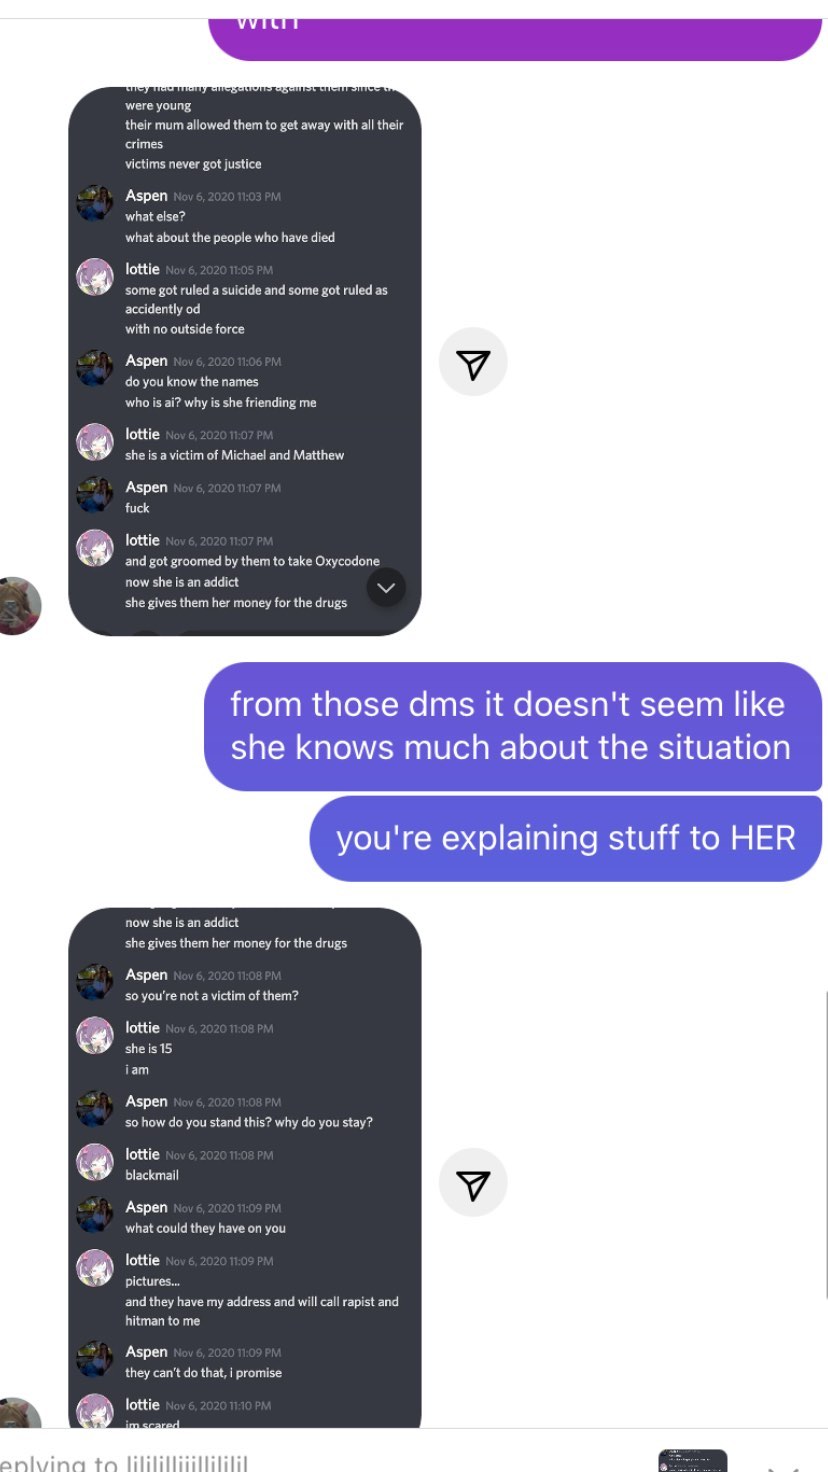 with
they had many allegations against them since
were young
their mum allowed them to get away with all their
crimes
victims never got justice
Aspen Nov 6, 2020 11:03 PM
what else?
what about the people who have died
lottie Nov 6, 2020 11:05 PM
some got ruled a suicide and some got ruled as
accidently od
with no outside force
Aspen Nov 6, 2020 11:06 PM
do you know the names
who is ai? why is she friending me
lottie Nov 6, 2020 11:07 PM
she is a victim of Michael and Matthew
Aspen Nov 6, 2020 11:07 PM
fuck
lottie Nov 6, 2020 11:07 PM
and got groomed by them to take Oxycodone
now she is an addict
she gives them her money for the drugs
from those dms it doesn't seem like
she knows much about the situation
you're explaining stuff to HER
now she is an addict
she gives them her money for the drugs
Aspen Nov 6, 2020 11:08 PM
so you're not a victim of them?
lottie Nov 6, 2020 11:08 PM
she is 15
i am
Aspen Nov 6, 2020 11:08 PM
so how do you stand this? why do you stay?
lottie Nov 6, 2020 11:08 PM
blackmail
Aspen Nov 6, 2020 11:09 PM
what could they have on you
lottie Nov 6, 2020 11:09 PM
pictures...
and they have my address and will call rapist and
hitman to me
Aspen Nov 6, 2020 11:09 PM
they can't do that, i promise
lottie Nov 6, 2020 11:10 PM
im scared
eplying to